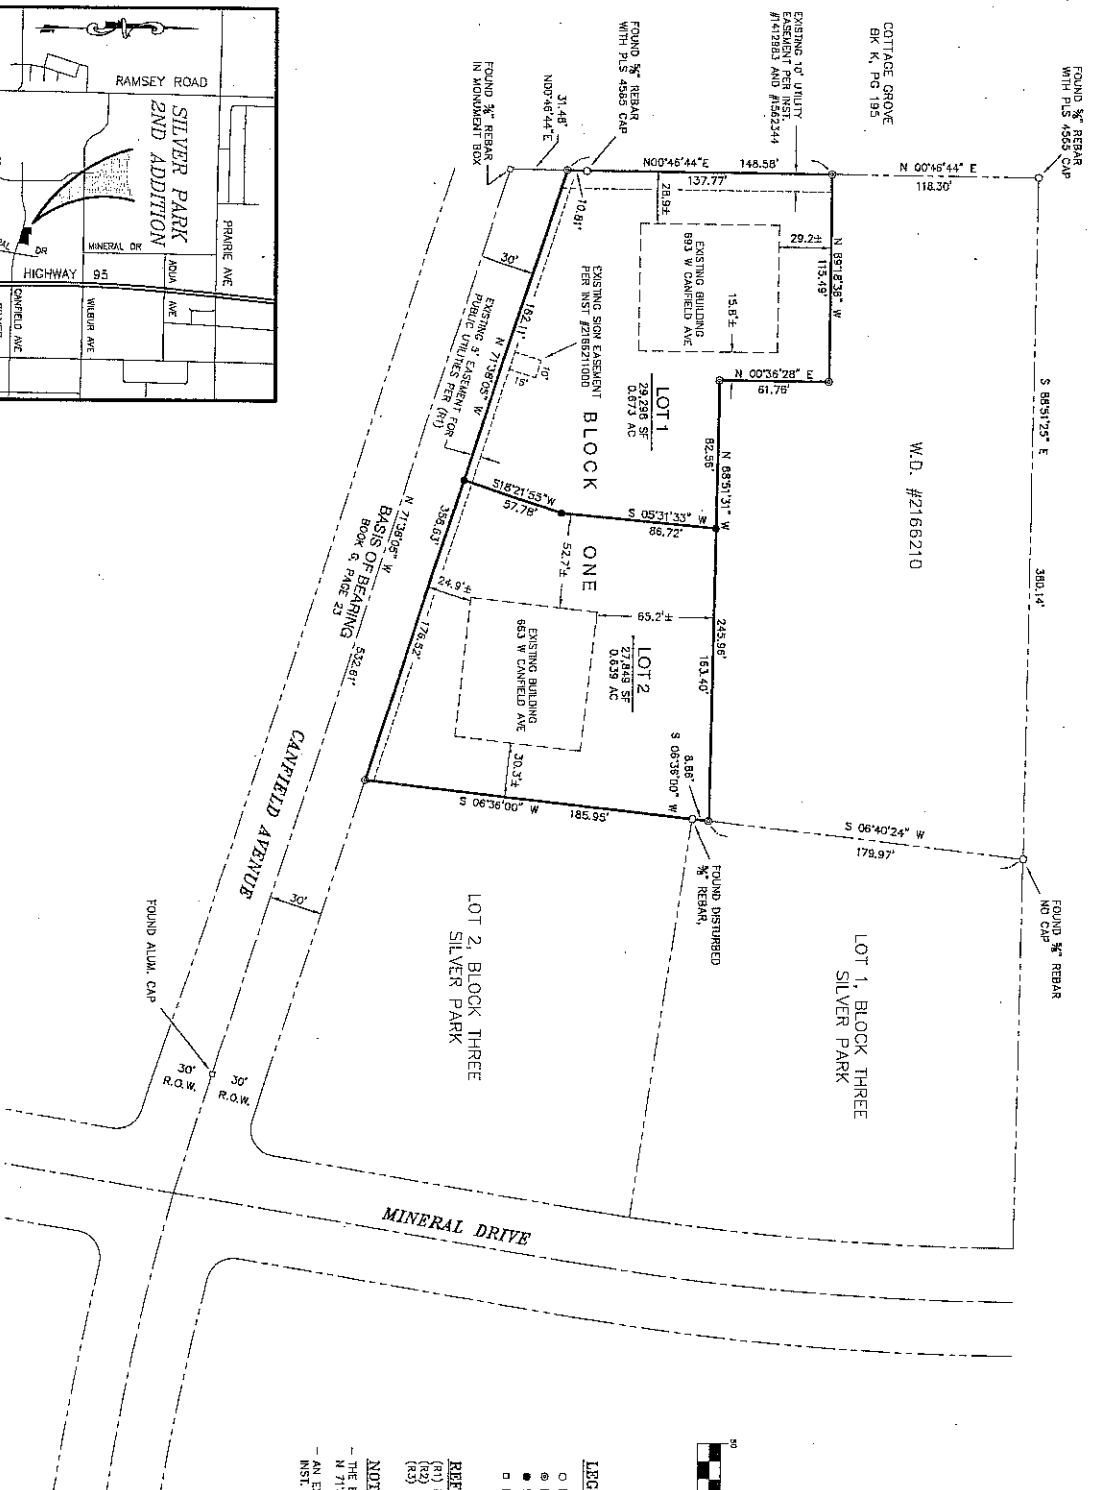 FOUND ⅝" REBAR
WITH PLS 4565 CAP
COTTAGE GROVE
BK K, PG 195
EXISTING 10' UTILITY
EASEMENT PER INST.
#1412983 AND #1562344
FOUND ⅝" REBAR
WITH PLS 4565 CAP
31.48'
N00°46'44"E
FOUND ⅝" REBAR
IN MONUMENT BOX
N 00°46'44" E
118.30'
N00°46'44"E 148.58'
137.77'
10.81'
28.9±
29.2±
N 89°18'38" W
115.49'
EXISTING BUILDING
693 W CANFIELD AVE
15.8'±
N 00°36'28" E
61.76'
S 88°51'25" E
380.14'
W.D. #2166210
LOT 1
29,296 SF
0.673 AC
EXISTING SIGN EASEMENT
PER INST #2166211000
10'
15'
BLOCK ONE
30'
182.11'
N 71°38'05" W
EXISTING 5' EASEMENT FOR
PUBLIC UTILITIES PER (R1)
N 88°51'31" W
82.56'
S18°21'55"W
57.78'
S 05°31'33" W
86.72'
52.7'±
245.96'
163.40'
65.2'±
LOT 2
27,849 SF
0.639 AC
EXISTING BUILDING
663 W CANFIELD AVE
24.9'±
30.3'±
358.63'
176.52'
N 71°38'05" W 532.61'
BASIS OF BEARING
BOOK G, PAGE 23
8.86'
S 06°36'00" W
S 06°36'00" W 185.95'
S 06°40'24" W
179.97'
FOUND DISTURBED
⅝" REBAR,
FOUND ⅝" REBAR
NO CAP
LOT 1, BLOCK THREE
SILVER PARK
LOT 2, BLOCK THREE
SILVER PARK
CANFIELD AVENUE
30'
FOUND ALUM. CAP
30'
R.O.W.
30'
R.O.W.
MINERAL DRIVE
RAMSEY ROAD
SILVER PARK
2ND ADDITION
PRAIRIE AVE
MINERAL DR
AQUA AVE
HIGHWAY 95
WILBUR AVE
CANFIELD AVE
DR
50
LEG
REF
(R1)
(R2)
(R3)
NOT
- THE B
N 71°
- AN E
INST.